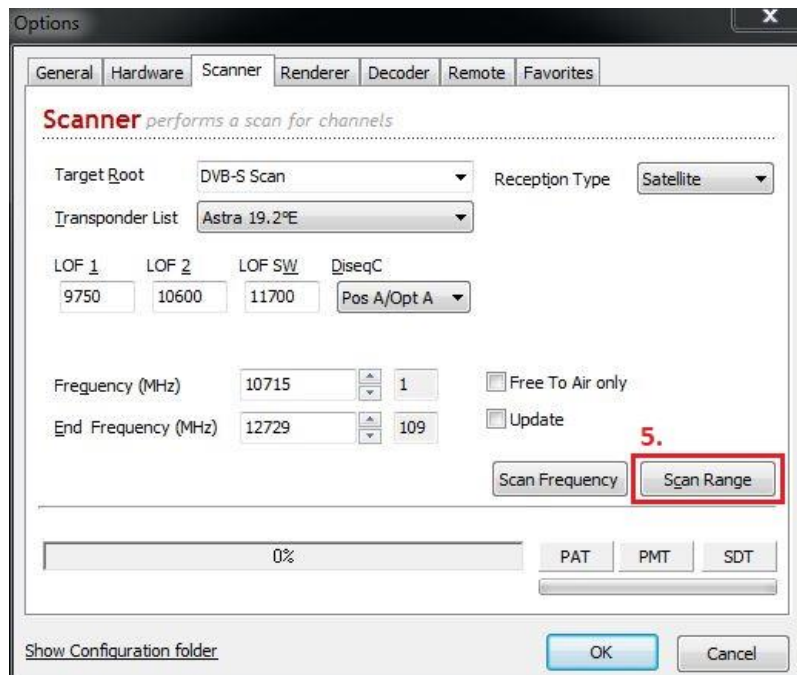 Options
x
General Hardware Scanner Renderer Decoder Remote Favorites
Scanner performs a scan for channels
Target Root DVB-S Scan Reception Type Satellite
Transponder List Astra 19.2°E
LOF 1 LOF 2 LOF SW DiseqC
9750 10600 11700 Pos A/Opt A
Frequency (MHz) 10715 1 Free To Air only
End Frequency (MHz) 12729 109 Update
5.
Scan Frequency Scan Range
0% PAT PMT SDT
Show Configuration folder OK Cancel